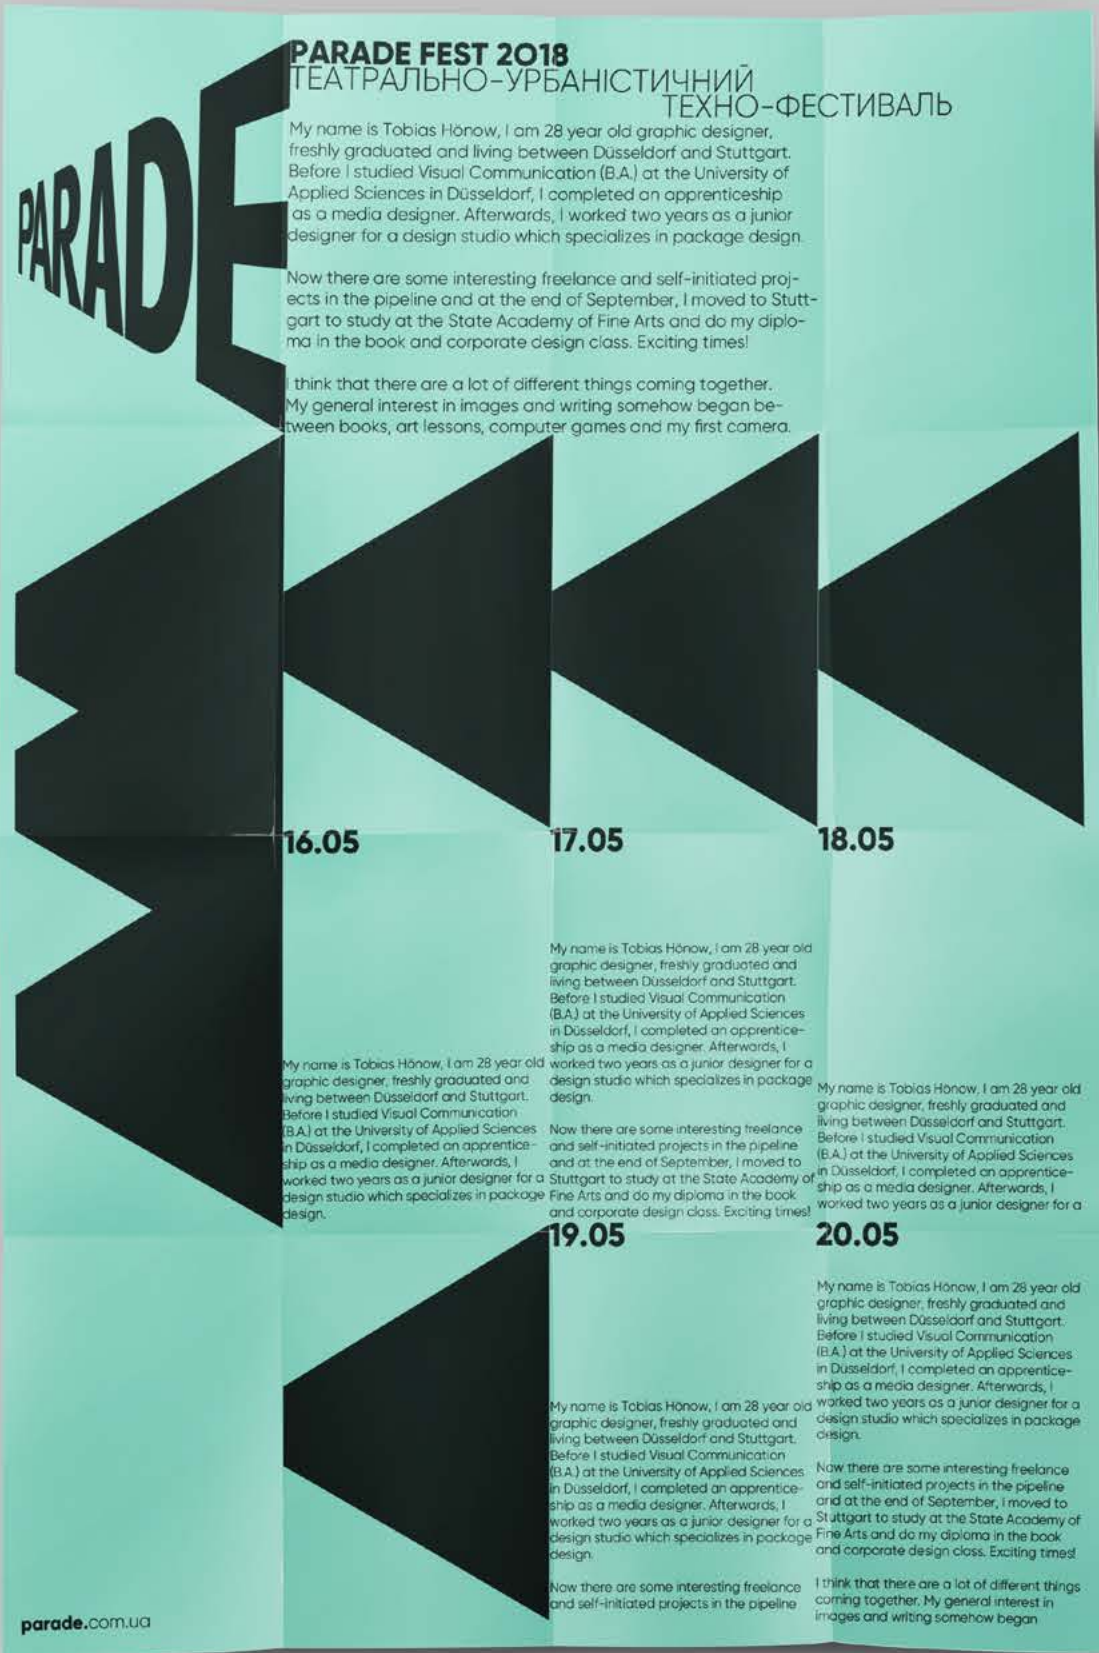 PARADE
PARADE FEST 2018
ТЕАТРАЛЬНО-УРБАНІСТИЧНИЙ
ТЕХНО-ФЕСТИВАЛЬ
My name is Tobias Hönow, I am 28 year old graphic designer,
freshly graduated and living between Düsseldorf and Stuttgart.
Before I studied Visual Communication (B.A.) at the University of
Applied Sciences in Düsseldorf, I completed an apprenticeship
as a media designer. Afterwards, I worked two years as a junior
designer for a design studio which specializes in package design.
Now there are some interesting freelance and self-initiated proj-
ects in the pipeline and at the end of September, I moved to Stutt-
gart to study at the State Academy of Fine Arts and do my diplo-
ma in the book and corporate design class. Exciting times!
I think that there are a lot of different things coming together.
My general interest in images and writing somehow began be-
tween books, art lessons, computer games and my first camera.
16.05
My name is Tobias Hönow, I am 28 year old
graphic designer, freshly graduated and
living between Düsseldorf and Stuttgart.
Before I studied Visual Communication
(B.A.) at the University of Applied Sciences
in Düsseldorf, I completed an apprentice-
ship as a media designer. Afterwards, I
worked two years as a junior designer for a
design studio which specializes in package
design.
17.05
My name is Tobias Hönow, I am 28 year old
graphic designer, freshly graduated and
living between Düsseldorf and Stuttgart.
Before I studied Visual Communication
(B.A.) at the University of Applied Sciences
in Düsseldorf, I completed an apprentice-
ship as a media designer. Afterwards, I
worked two years as a junior designer for a
design studio which specializes in package
design.
Now there are some interesting freelance
and self-initiated projects in the pipeline
and at the end of September, I moved to
Stuttgart to study at the State Academy of
Fine Arts and do my diploma in the book
and corporate design class. Exciting times!
18.05
My name is Tobias Hönow, I am 28 year old
graphic designer, freshly graduated and
living between Düsseldorf and Stuttgart.
Before I studied Visual Communication
(B.A.) at the University of Applied Sciences
in Düsseldorf, I completed an apprentice-
ship as a media designer. Afterwards, I
worked two years as a junior designer for a
19.05
My name is Tobias Hönow, I am 28 year old
graphic designer, freshly graduated and
living between Düsseldorf and Stuttgart.
Before I studied Visual Communication
(B.A.) at the University of Applied Sciences
in Düsseldorf, I completed an apprentice-
ship as a media designer. Afterwards, I
worked two years as a junior designer for a
design studio which specializes in package
design.
Now there are some interesting freelance
and self-initiated projects in the pipeline
20.05
My name is Tobias Hönow, I am 28 year old
graphic designer, freshly graduated and
living between Düsseldorf and Stuttgart.
Before I studied Visual Communication
(B.A.) at the University of Applied Sciences
in Düsseldorf, I completed an apprentice-
ship as a media designer. Afterwards, I
worked two years as a junior designer for a
design studio which specializes in package
design.
Now there are some interesting freelance
and self-initiated projects in the pipeline
and at the end of September, I moved to
Stuttgart to study at the State Academy of
Fine Arts and do my diploma in the book
and corporate design class. Exciting times!
I think that there are a lot of different things
coming together. My general interest in
images and writing somehow began
parade.com.ua